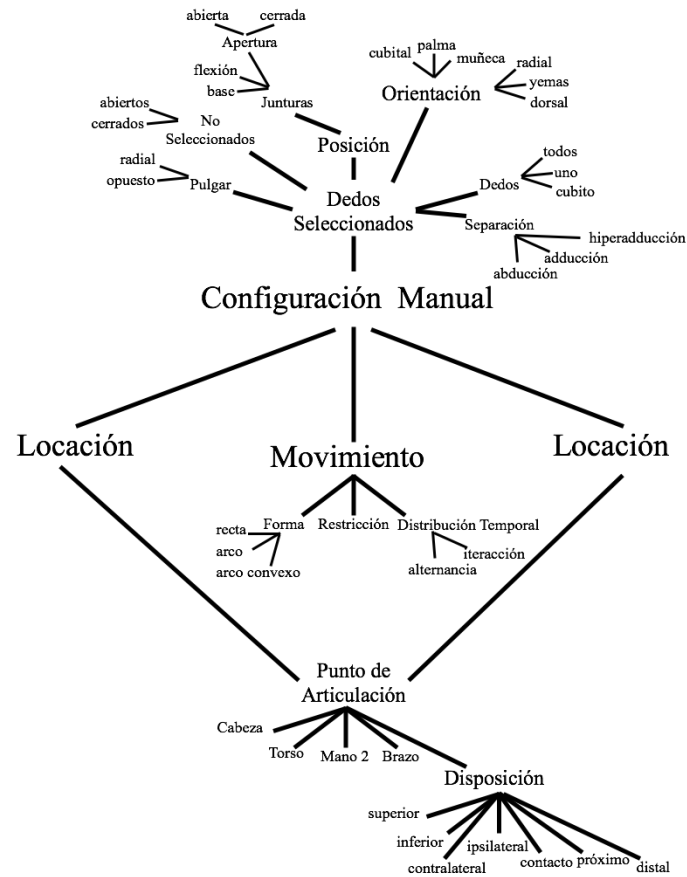 abierta
cerrada
Apertura
palma
cubital
muñeca
radial
yemas
dorsal
Orientación
flexión
base
Junturas
abiertos
cerrados
No
Seleccionados
Posición
todos
uno
cubito
Dedos
radial
opuesto
Pulgar
Dedos
Seleccionados
Separación
hiperadducción
adducción
abducción
Configuración Manual
Locación
Movimiento
Locación
Forma
Restricción
Distribución Temporal
recta
arco
arco convexo
iteracción
alternancia
Punto de
Articulación
Cabeza
Torso
Mano 2
Brazo
Disposición
superior
inferior
ipsilateral
contralateral
contacto
próximo
distal